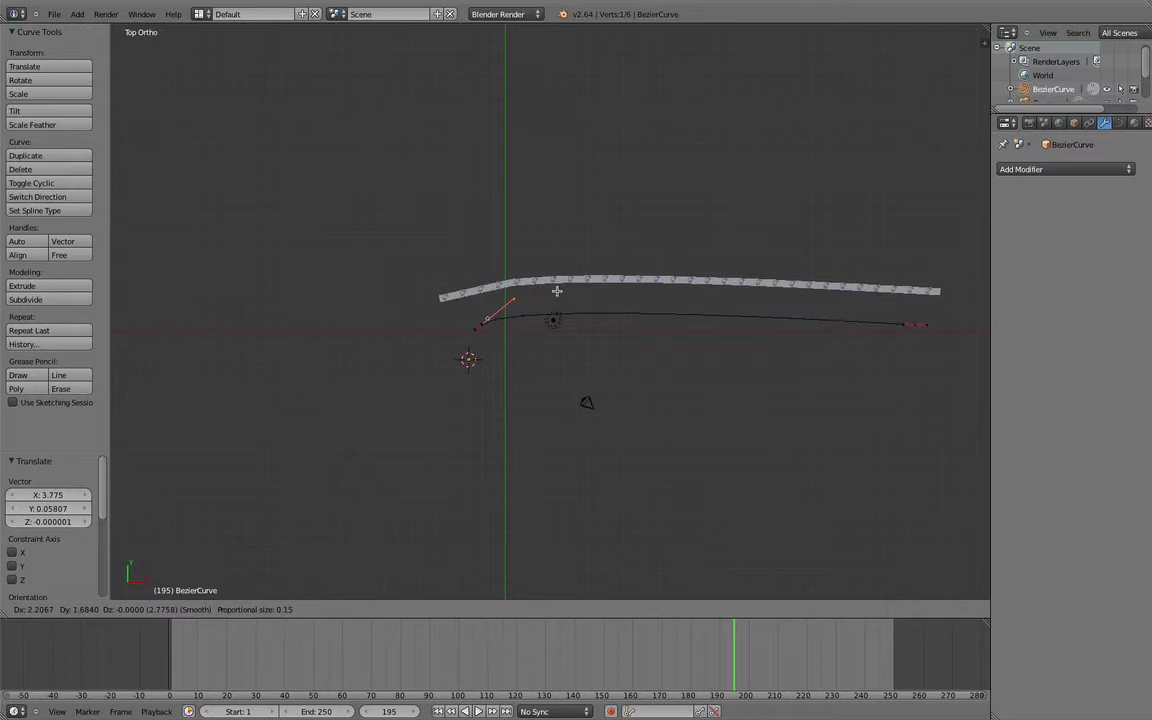 File Add Render Window Help Default Scene Blender Render v2.64 | Verts:1/6 | BezierCurve
Curve Tools
Transform:
Translate
Rotate
Scale
Tilt
Scale Feather
Curve:
Duplicate
Delete
Toggle Cyclic
Switch Direction
Set Spline Type
Handles:
Auto Vector
Align Free
Modeling:
Extrude
Subdivide
Repeat:
Repeat Last
History...
Grease Pencil:
Draw Line
Poly Erase
Use Sketching Sessio
Translate
Vector
X: 3.775
Y: 0.05807
Z: -0.000001
Constraint Axis
X
Y
Z
Orientation
Top Ortho
Y
(195) BezierCurve
Dx: 2.2067 Dy: 1.6840 Dz: -0.0000 (2.7758) (Smooth) Proportional size: 0.15
View Search All Scenes
Scene
RenderLayers
World
BezierCurve
BezierCurve
Add Modifier
-50 -40 -30 -20 -10 0 10 20 30 40 50 60 70 80 90 100 110 120 130 140 150 160 170 180 190 200 210 220 230 240 250 260 270 280
View Marker Frame Playback Start: 1 End: 250 195 No Sync